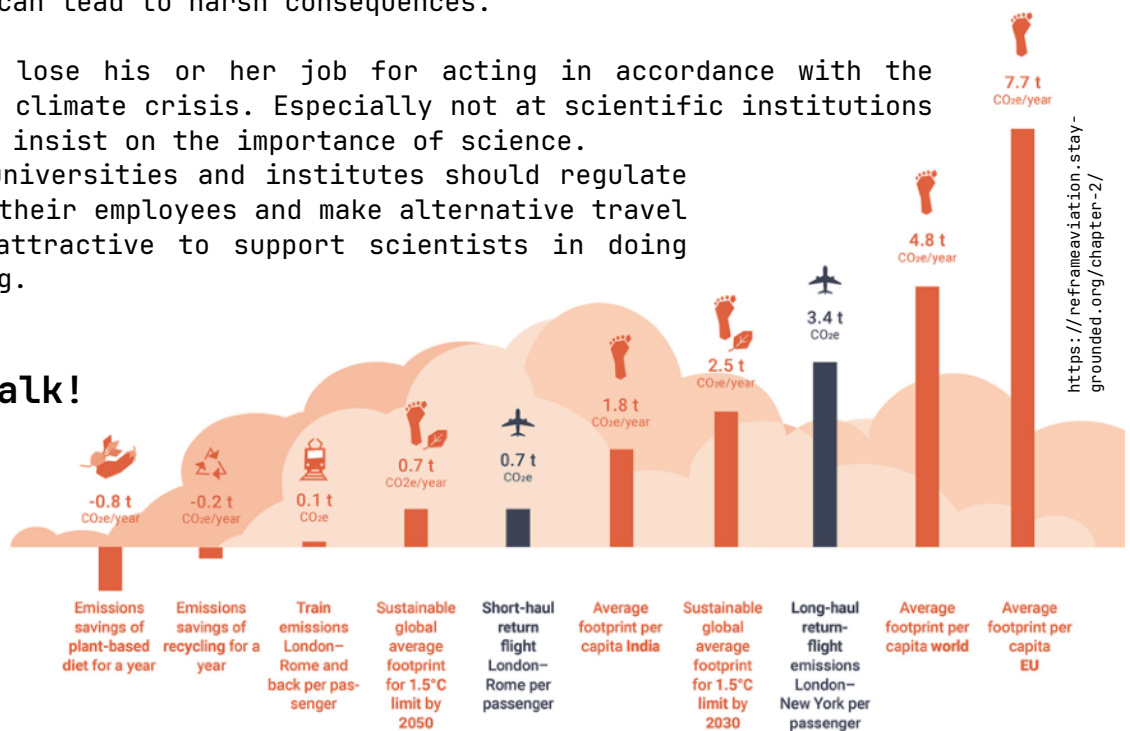 can lead to harsh consequences.
lose his or her job for acting in accordance with the
climate crisis. Especially not at scientific institutions
insist on the importance of science.
universities and institutes should regulate
their employees and make alternative travel
attractive to support scientists in doing
g.
alk!
-0.8 t
CO₂e/year
-0.2 t
CO₂e/year
0.1 t
CO₂e
0.7 t
CO2e/year
0.7 t
CO₂e
1.8 t
CO₂e/year
2.5 t
CO₂e/year
3.4 t
CO₂e
4.8 t
CO₂e/year
7.7 t
CO₂e/year
Emissions
savings of
plant-based
diet for a year
Emissions
savings of
recycling for a
year
Train
emissions
London–
Rome and
back per pas-
senger
Sustainable
global
average
footprint
for 1.5°C
limit by
2050
Short-haul
return
flight
London–
Rome per
passenger
Average
footprint per
capita India
Sustainable
global
average
footprint
for 1.5°C
limit by
2030
Long-haul
return-
flight
emissions
London–
New York per
passenger
Average
footprint per
capita world
Average
footprint per
capita
EU
https://reframeaviation.stay-
grounded.org/chapter-2/